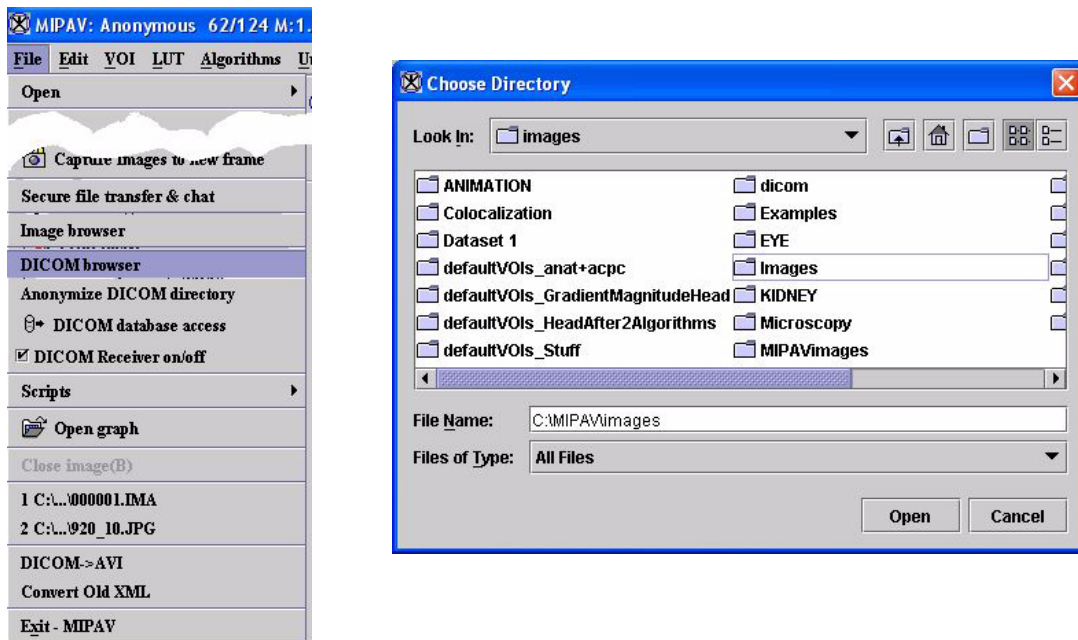 MIPAV: Anonymous 62/124 M:1.
File Edit VOI LUT Algorithms
Open
Capture images to new frame
Secure file transfer & chat
Image browser
DICOM browser
Anonymize DICOM directory
DICOM database access
DICOM Receiver on/off
Scripts
Open graph
Close image(B)
1 C:\...\000001.IMA
2 C:\...\920_10.JPG
DICOM->AVI
Convert Old XML
Exit - MIPAV
Choose Directory
Look In: images
ANIMATION
Colocalization
Dataset 1
defaultVOIs_anat+acpc
defaultVOIs_GradientMagnitudeHead
defaultVOIs_HeadAfter2Algorithms
defaultVOIs_Stuff
dicom
Examples
EYE
Images
KIDNEY
Microscopy
MIPAVimages
File Name: C:\MIPAV\images
Files of Type: All Files
Open Cancel